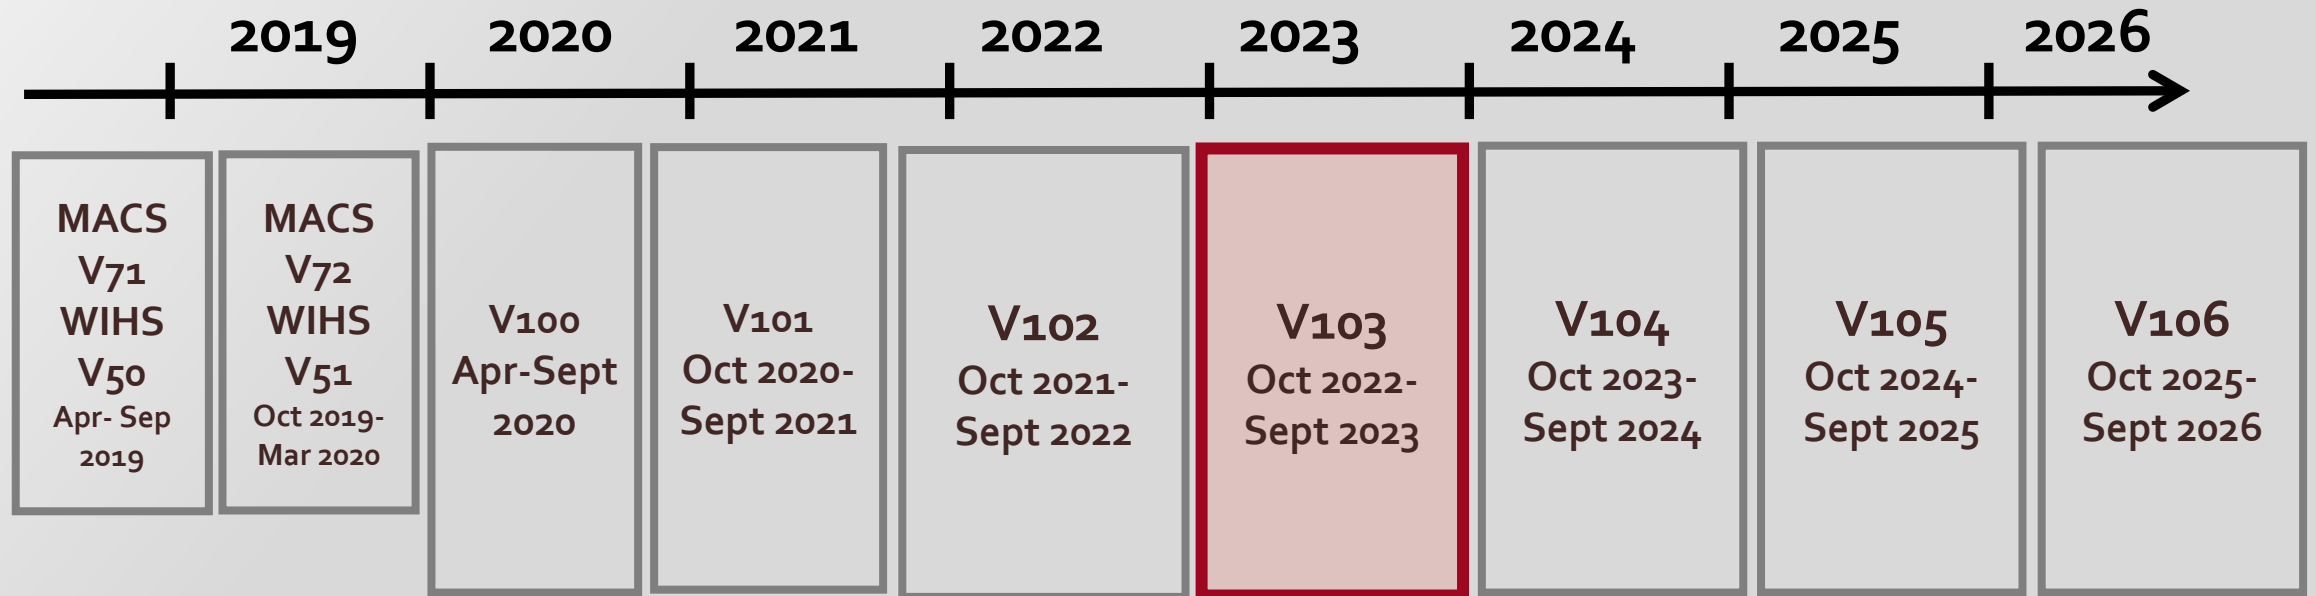 2019 2020 2021 2022 2023 2024 2025 2026
MACS
V71
WIHS
V50
Apr- Sep
2019
MACS
V72
WIHS
V51
Oct 2019-
Mar 2020
V100
Apr-Sept
2020
V101
Oct 2020-
Sept 2021
V102
Oct 2021-
Sept 2022
V103
Oct 2022-
Sept 2023
V104
Oct 2023-
Sept 2024
V105
Oct 2024-
Sept 2025
V106
Oct 2025-
Sept 2026